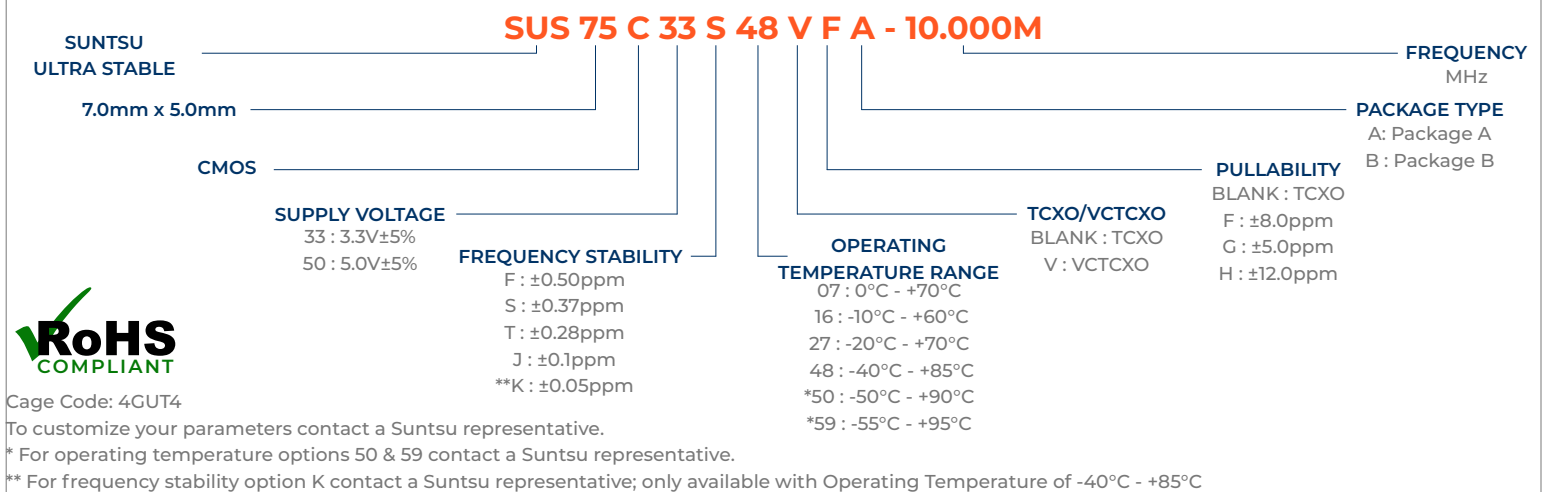 SUS 75 C 33 S 48 V F A - 10.000M
SUNTSU
ULTRA STABLE
7.0mm x 5.0mm
CMOS
SUPPLY VOLTAGE
33 : 3.3V±5%
50 : 5.0V±5%
FREQUENCY STABILITY
F : ±0.50ppm
S : ±0.37ppm
T : ±0.28ppm
J : ±0.1ppm
**K : ±0.05ppm
OPERATING
TEMPERATURE RANGE
07 : 0°C - +70°C
16 : -10°C - +60°C
27 : -20°C - +70°C
48 : -40°C - +85°C
*50 : -50°C - +90°C
*59 : -55°C - +95°C
TCXO/VCTCXO
BLANK : TCXO
V : VCTCXO
PULLABILITY
BLANK : TCXO
F : ±8.0ppm
G : ±5.0ppm
H : ±12.0ppm
PACKAGE TYPE
A: Package A
B : Package B
FREQUENCY
MHz
RoHS
COMPLIANT
Cage Code: 4GUT4
To customize your parameters contact a Suntsu representative.
* For operating temperature options 50 & 59 contact a Suntsu representative.
** For frequency stability option K contact a Suntsu representative; only available with Operating Temperature of -40°C - +85°C